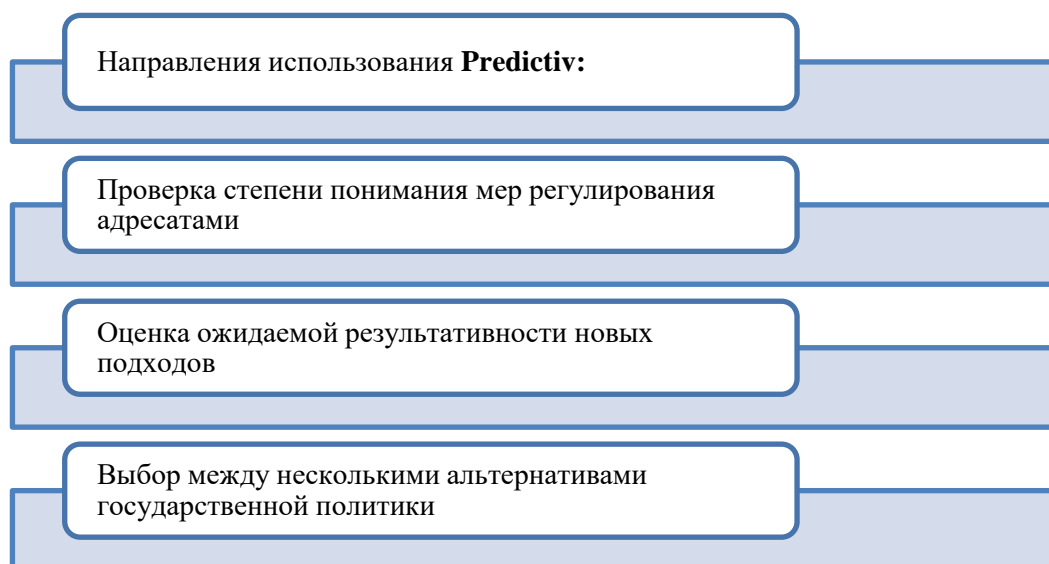 Направления использования Predictiv:
Проверка степени понимания мер регулирования
адресатами
Оценка ожидаемой результативности новых
подходов
Выбор между несколькими альтернативами
государственной политики